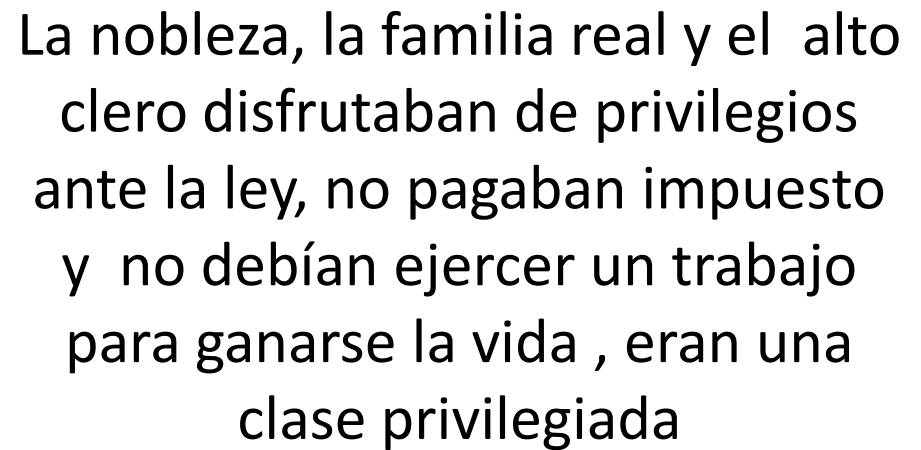 La nobleza, la familia real y el  alto
clero disfrutaban de privilegios
ante la ley, no pagaban impuesto
y  no debían ejercer un trabajo
para ganarse la vida , eran una
clase privilegiada